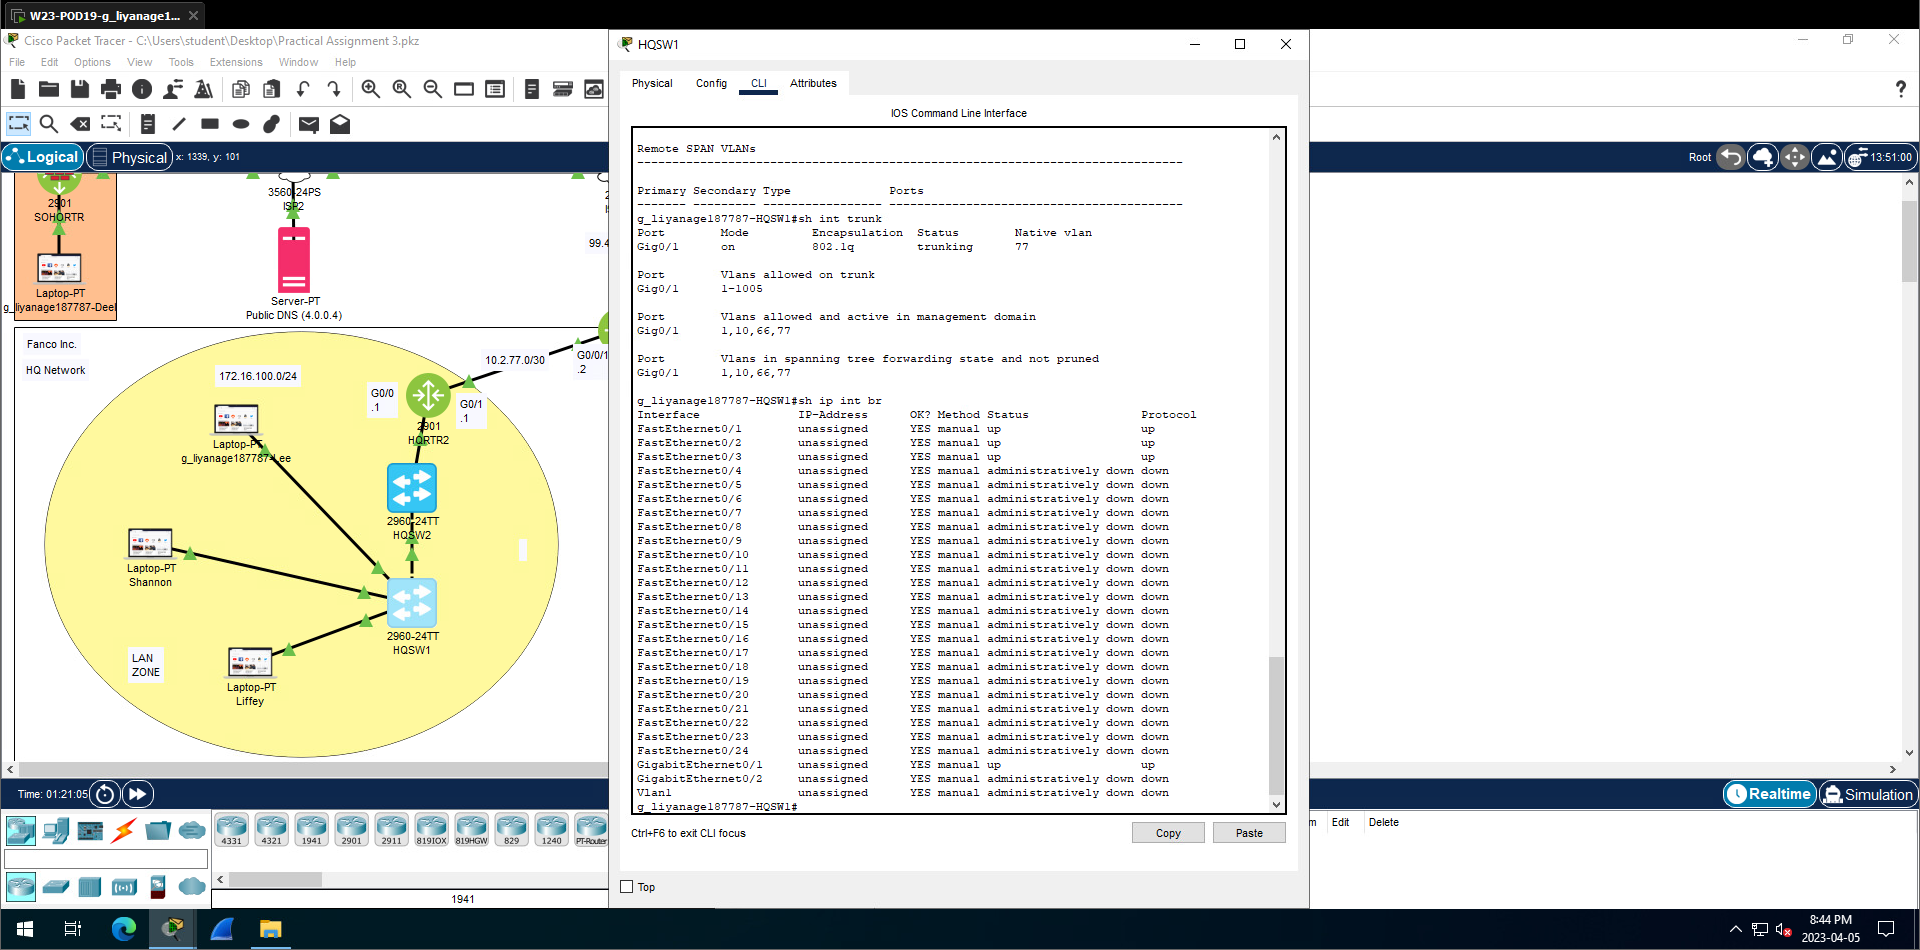 W23-POD19-g_liyanage1...
Cisco Packet Tracer - C:\Users\student\Desktop\Practical Assignment 3.pkz
File Edit Options View Tools Extensions Window Help
Logical Physical x: 1339, y: 101
Root 13:51:00
2901
SOHORTR
Laptop-PT
g_liyanage187787-Deel
3560-24PS
ISP2
Server-PT
Public DNS (4.0.0.4)
99.4
Fanco Inc.
HQ Network
172.16.100.0/24
10.2.77.0/30
G0/0/1
.2
G0/0
.1
G0/1
.1
2901
HQRTR2
Laptop-PT
g_liyanage187787-Lee
2960-24TT
HQSW2
Laptop-PT
Shannon
2960-24TT
HQSW1
LAN
ZONE
Laptop-PT
Liffey
Time: 01:21:05
Realtime Simulation
4331 4321 1941 2901 2911 819IOX 819HGW 829 1240 PT-Router
1941
HQSW1
Physical Config CLI Attributes
IOS Command Line Interface
Remote SPAN VLANs
------------------------------------------------------------------------------
Primary Secondary Type              Ports
------- --------- ----------------- ------------------------------------------
g_liyanage187787-HQSW1#sh int trunk
Port        Mode         Encapsulation  Status        Native vlan
Gig0/1      on           802.1q         trunking      77
Port        Vlans allowed on trunk
Gig0/1      1-1005
Port        Vlans allowed and active in management domain
Gig0/1      1,10,66,77
Port        Vlans in spanning tree forwarding state and not pruned
Gig0/1      1,10,66,77
g_liyanage187787-HQSW1#sh ip int br
Interface              IP-Address      OK? Method Status                Protocol
FastEthernet0/1        unassigned      YES manual up                    up
FastEthernet0/2        unassigned      YES manual up                    up
FastEthernet0/3        unassigned      YES manual up                    up
FastEthernet0/4        unassigned      YES manual administratively down down
FastEthernet0/5        unassigned      YES manual administratively down down
FastEthernet0/6        unassigned      YES manual administratively down down
FastEthernet0/7        unassigned      YES manual administratively down down
FastEthernet0/8        unassigned      YES manual administratively down down
FastEthernet0/9        unassigned      YES manual administratively down down
FastEthernet0/10       unassigned      YES manual administratively down down
FastEthernet0/11       unassigned      YES manual administratively down down
FastEthernet0/12       unassigned      YES manual administratively down down
FastEthernet0/13       unassigned      YES manual administratively down down
FastEthernet0/14       unassigned      YES manual administratively down down
FastEthernet0/15       unassigned      YES manual administratively down down
FastEthernet0/16       unassigned      YES manual administratively down down
FastEthernet0/17       unassigned      YES manual administratively down down
FastEthernet0/18       unassigned      YES manual administratively down down
FastEthernet0/19       unassigned      YES manual administratively down down
FastEthernet0/20       unassigned      YES manual administratively down down
FastEthernet0/21       unassigned      YES manual administratively down down
FastEthernet0/22       unassigned      YES manual administratively down down
FastEthernet0/23       unassigned      YES manual administratively down down
FastEthernet0/24       unassigned      YES manual administratively down down
GigabitEthernet0/1     unassigned      YES manual up                    up
GigabitEthernet0/2     unassigned      YES manual administratively down down
Vlan1                  unassigned      YES manual administratively down down
g_liyanage187787-HQSW1#
Ctrl+F6 to exit CLI focus
Copy Paste
Top
m Edit Delete
8:44 PM
2023-04-05